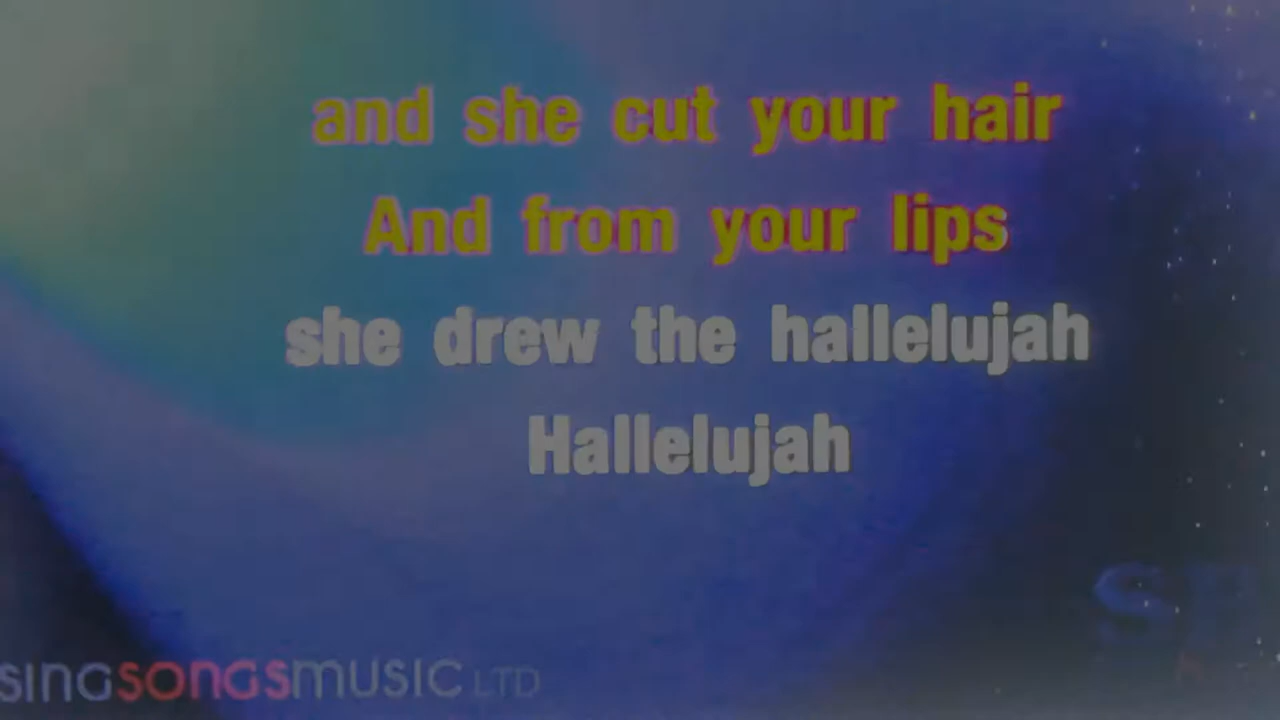 and she cut your hair
And from your lips
she drew the hallelujah
Hallelujah
SINGSONGSMUSIC LTD